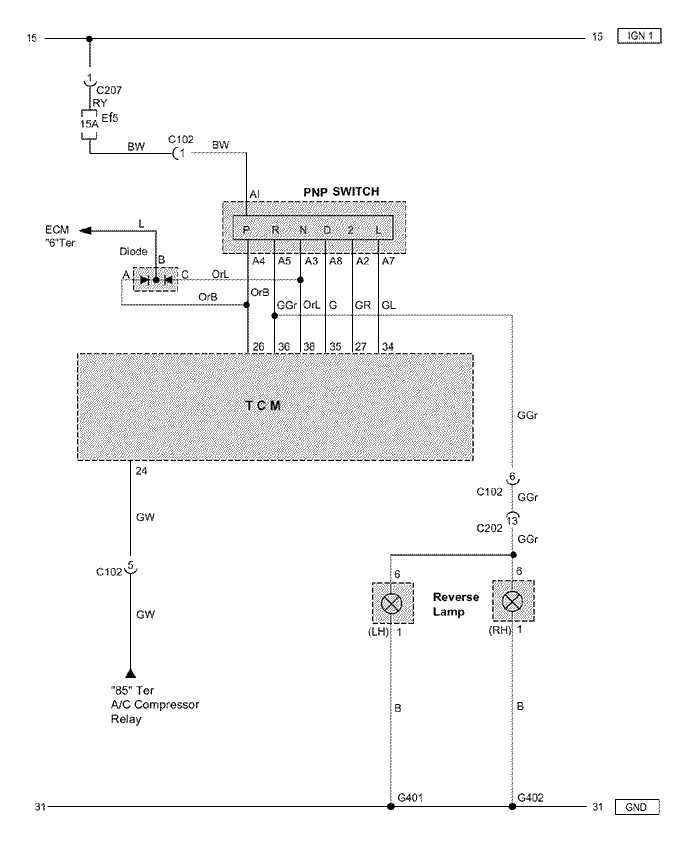 15 15 IGN 1
1
C207
RY
15A Ef5
BW C102 1 BW
AI PNP SWITCH
P R N D 2 L
ECM
"6"Ter
L
Diode B
A C OrL
A4 A5 A3 A8 A2 A7
OrB OrB
GGr OrL G GR GL
26 36 38 35 27 34
T C M
24
GW
GGr
6
C102 GGr
13
C202 GGr
5
C102
GW
6 6
Reverse
Lamp
(LH) 1 (RH) 1
"85" Ter
A/C Compressor
Relay
B B
31 G401 G402 31 GND